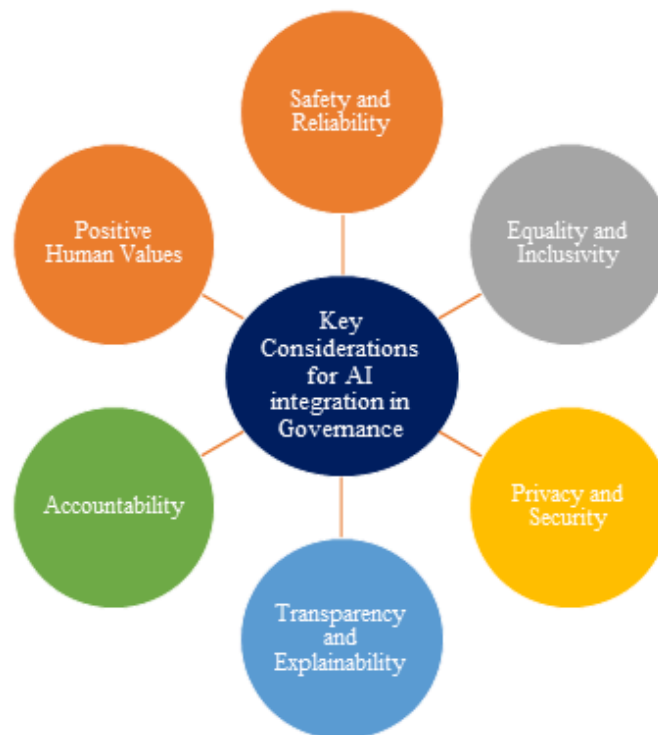 Safety and
Reliability
Positive
Human Values
Equality and
Inclusivity
Key
Considerations
for AI
integration in
Governance
Accountability
Privacy and
Security
Transparency
and
Explainability